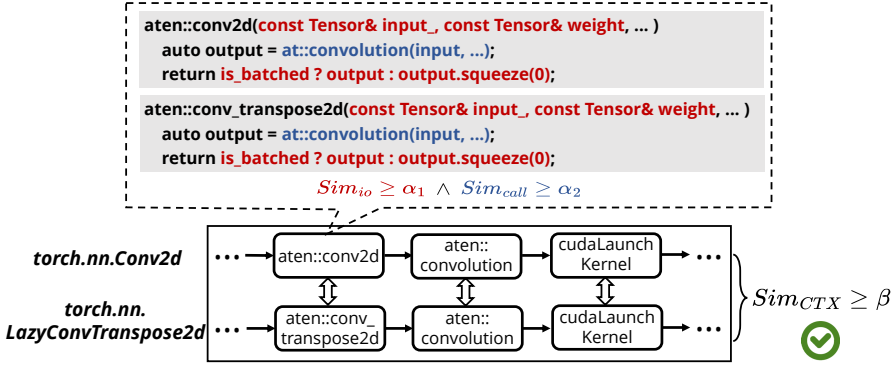 aten::conv2d(const Tensor& input_, const Tensor& weight, ... )
auto output = at::convolution(input, ...);
return is_batched ? output : output.squeeze(0);
aten::conv_transpose2d(const Tensor& input_, const Tensor& weight, ... )
auto output = at::convolution(input, ...);
return is_batched ? output : output.squeeze(0);
Sim_io ≥ α_1 ∧ Sim_call ≥ α_2
torch.nn.Conv2d
••• aten::conv2d
aten::
convolution
cudaLaunch
Kernel
•••
torch.nn.
LazyConvTranspose2d
•••
aten::conv_
transpose2d
aten::
convolution
cudaLaunch
Kernel
•••
Sim_CTX ≥ β